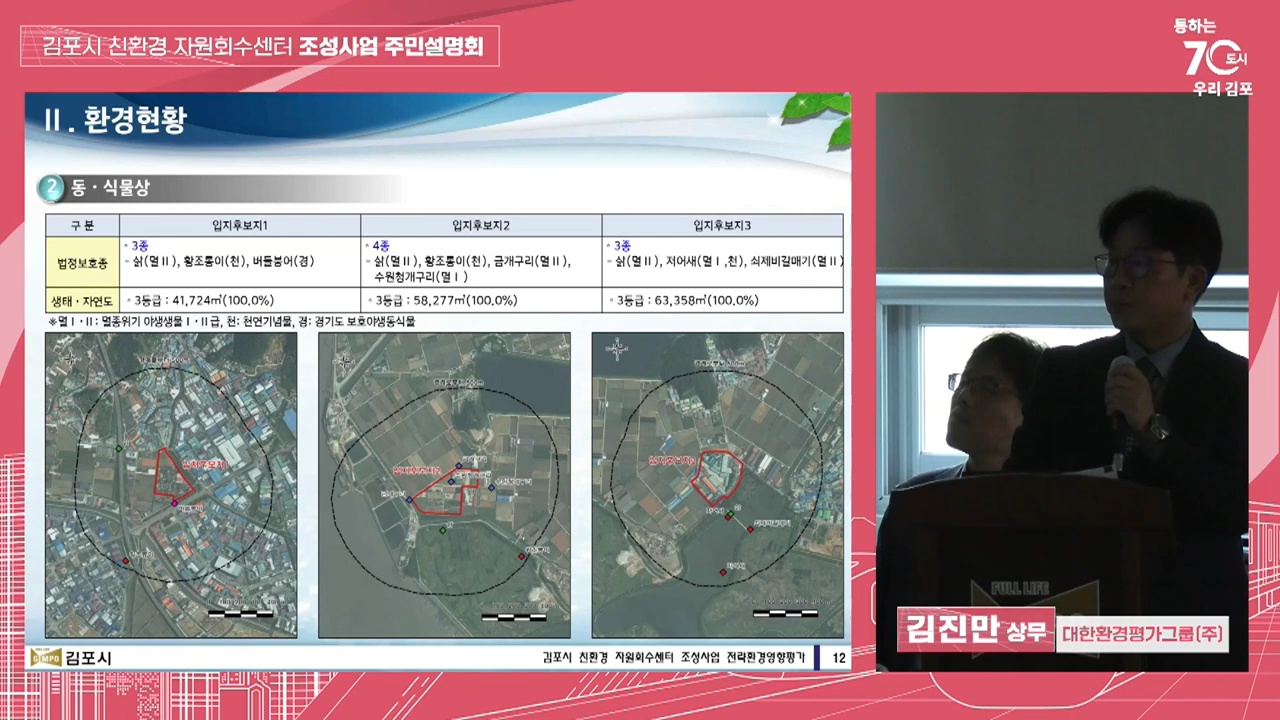 김포시 친환경 자원회수센터 조성사업 주민설명회
통하는
70도시
우리 김포
Ⅱ. 환경현황
2 동·식물상
구 분 입지후보지1 입지후보지2 입지후보지3
법정보호종
◦ 3종
- 삵(멸Ⅱ), 황조롱이(천), 버들붕어(경)
◦ 4종
- 삵(멸Ⅱ), 황조롱이(천), 금개구리(멸Ⅱ),
수원청개구리(멸Ⅰ)
◦ 3종
- 삵(멸Ⅱ), 저어새(멸Ⅰ,천), 쇠제비갈매기(멸Ⅱ)
생태·자연도 ◦ 3등급 : 41,724㎡(100.0%) ◦ 3등급 : 58,277㎡(100.0%) ◦ 3등급 : 63,358㎡(100.0%)
※멸Ⅰ·Ⅱ : 멸종위기 야생생물Ⅰ·Ⅱ급, 천: 천연기념물, 경: 경기도 보호야생동식물
GIMPO 김포시
김포시 친환경 자원회수센터 조성사업 전략환경영향평가 12
FULL LIFE
김진만 상무 대한환경평가그룹(주)